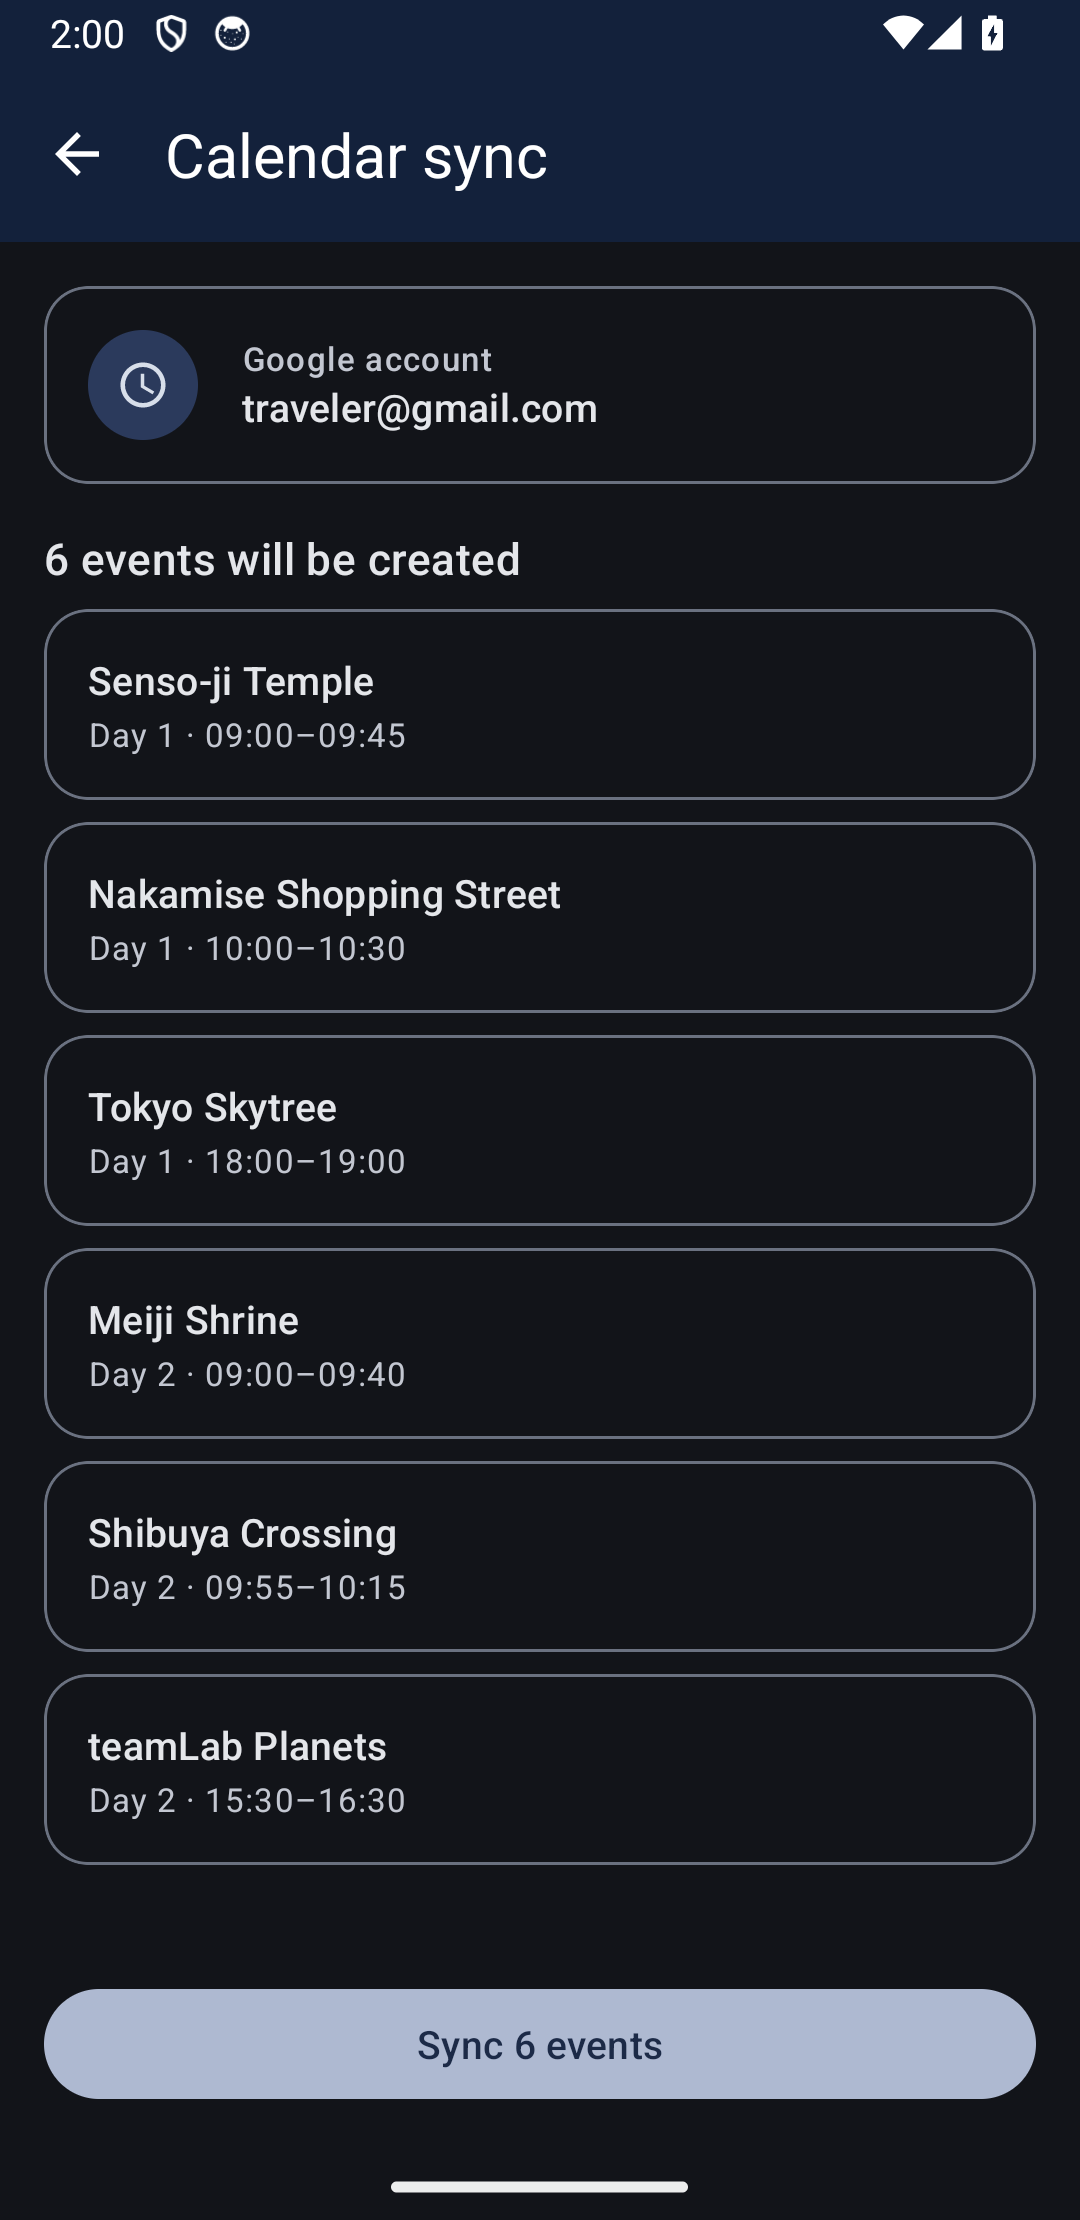 2:00
Calendar sync
Google account
traveler@gmail.com
6 events will be created
Senso-ji Temple
Day 1 · 09:00–09:45
Nakamise Shopping Street
Day 1 · 10:00–10:30
Tokyo Skytree
Day 1 · 18:00–19:00
Meiji Shrine
Day 2 · 09:00–09:40
Shibuya Crossing
Day 2 · 09:55–10:15
teamLab Planets
Day 2 · 15:30–16:30
Sync 6 events